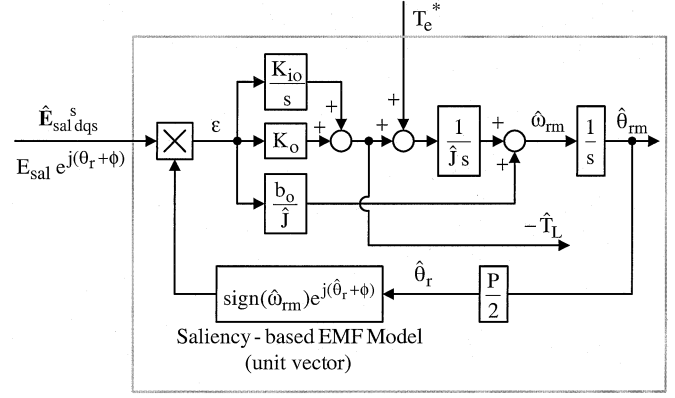 T_e^*
Ê_sal dqs^s
E_sal e^j(θ_r+ϕ)
×
ε
K_io
s
K_o
b_o
Ĵ
+
+
+
+
1
Ĵ s
+
+
ω̂_rm
1
s
θ̂_rm
−T̂_L
sign(ω̂_rm)e^j(θ̂_r+ϕ)
θ̂_r
P
2
Saliency - based EMF Model
(unit vector)